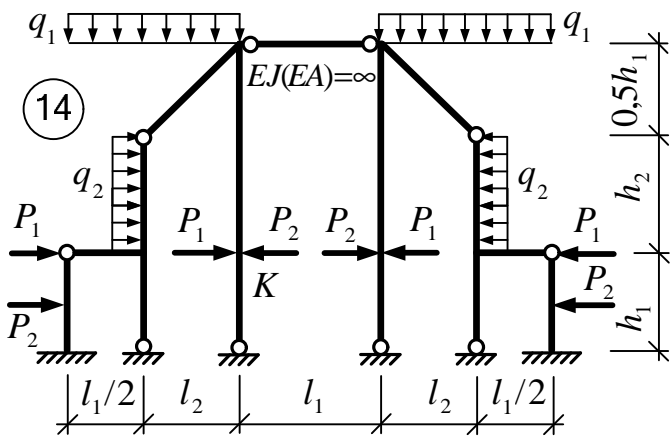 q₁ q₁
EJ(EA)=∞
14
0,5h₁
q₂ q₂
h₂
P₁ P₁ P₂ P₂ P₁ P₁
K
P₂ P₂
h₁
l₁/2 l₂ l₁ l₂ l₁/2